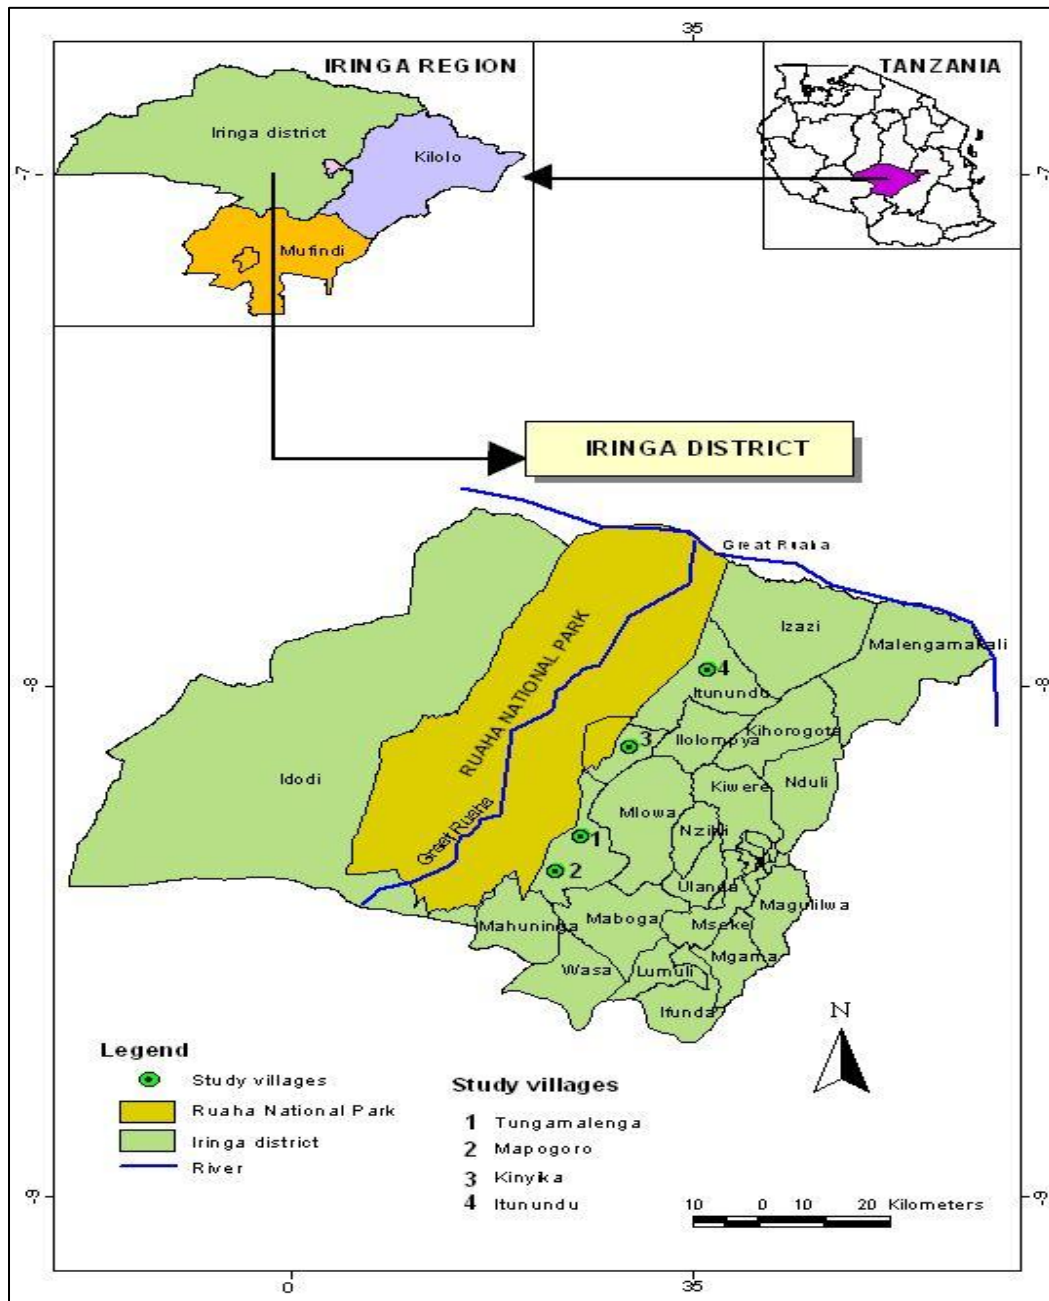 35
IRINGA REGION
TANZANIA
Iringa district
Kilolo
-7
-7
Mufindi
IRINGA DISTRICT
Great Ruaha
Izazi
Malengamakali
RUAHA NATIONAL PARK
4
-8
-8
Itunundu
3
Ilolompya
Kihorogota
Idodi
Kiwere
Nduli
Mlowa
Great Ruaha
Nzihi
1
2
Ulanda
Magulilwa
Mahuninga
Maboga
Msekei
Mgama
Wasa
Lumuli
Ifunda
N
Legend
Study villages
Ruaha National Park
Iringa district
River
Study villages
1 Tungamalenga
2 Mapogoro
3 Kinyika
4 Itunundu
-9
-9
10 0 10 20 Kilometers
0
35